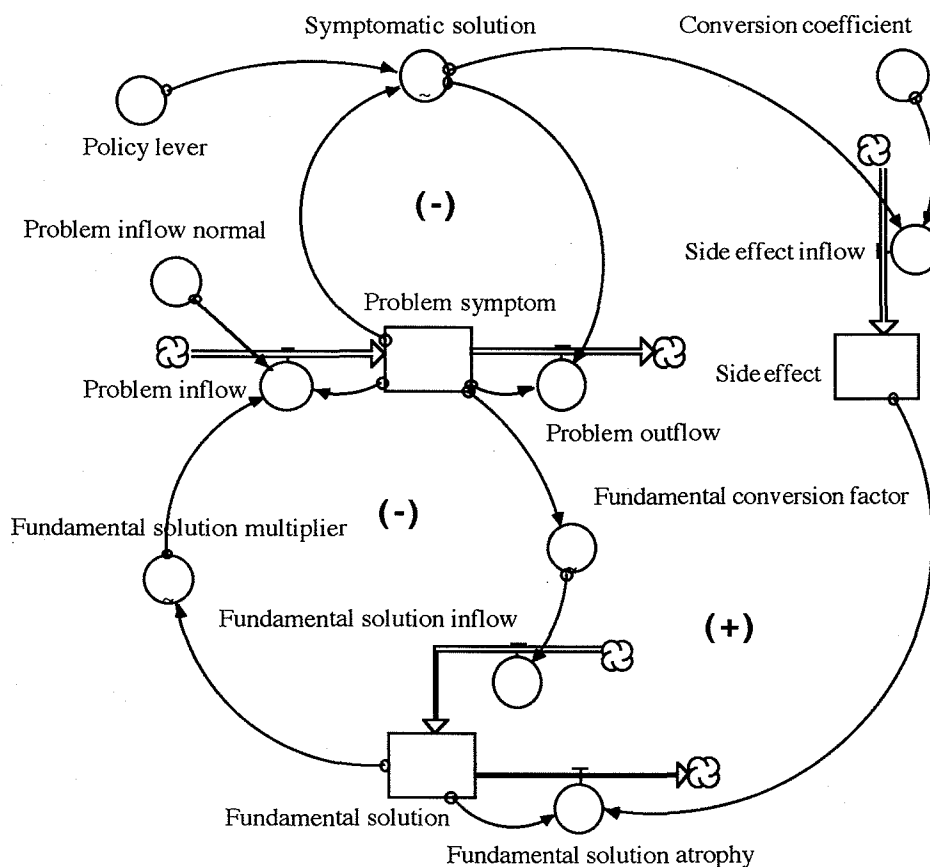 Symptomatic solution
Conversion coefficient
~
Policy lever
(-)
Problem inflow normal
Side effect inflow
Problem symptom
Problem inflow
Side effect
Problem outflow
Fundamental conversion factor
(-)
Fundamental solution multiplier
~
~
Fundamental solution inflow
(+)
Fundamental solution
Fundamental solution atrophy